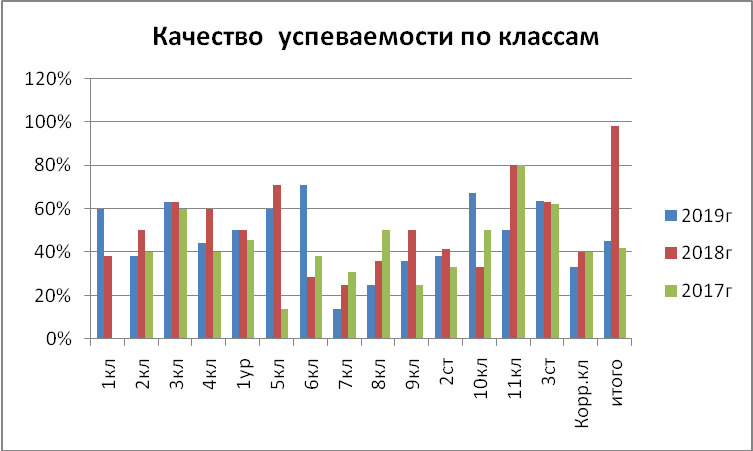 Качество  успеваемости по классам
120%
100%
80%
60%
40%
20%
0%
1кл
2кл
3кл
4кл
1ур
5кл
6кл
7кл
8кл
9кл
2ст
10кл
11кл
3ст
Корр.кл
итого
2019г
2018г
2017г